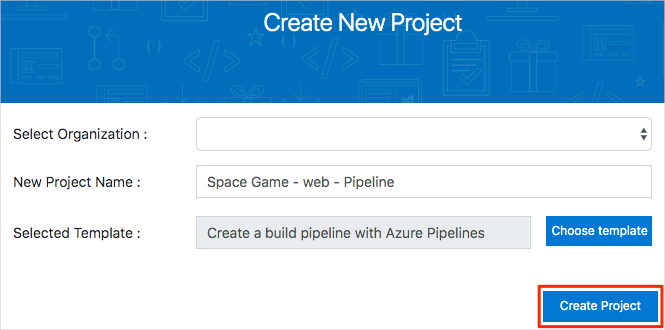 Create New Project
Select Organization :
New Project Name : Space Game - web - Pipeline
Selected Template : Create a build pipeline with Azure Pipelines Choose template
Create Project